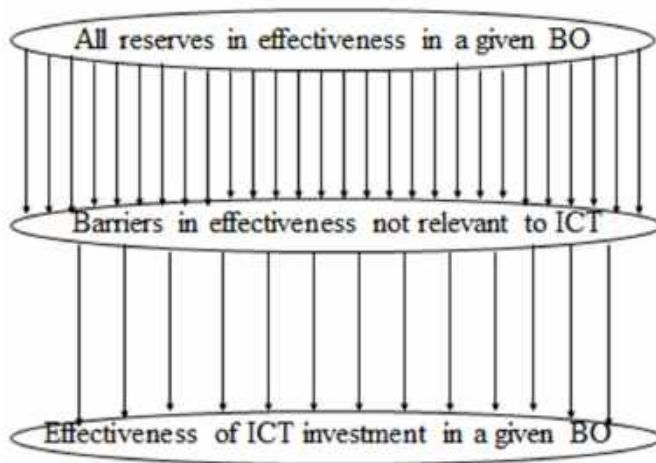 All reserves in effectiveness in a given BO
Barriers in effectiveness not relevant to ICT
Effectiveness of ICT investment in a given BO